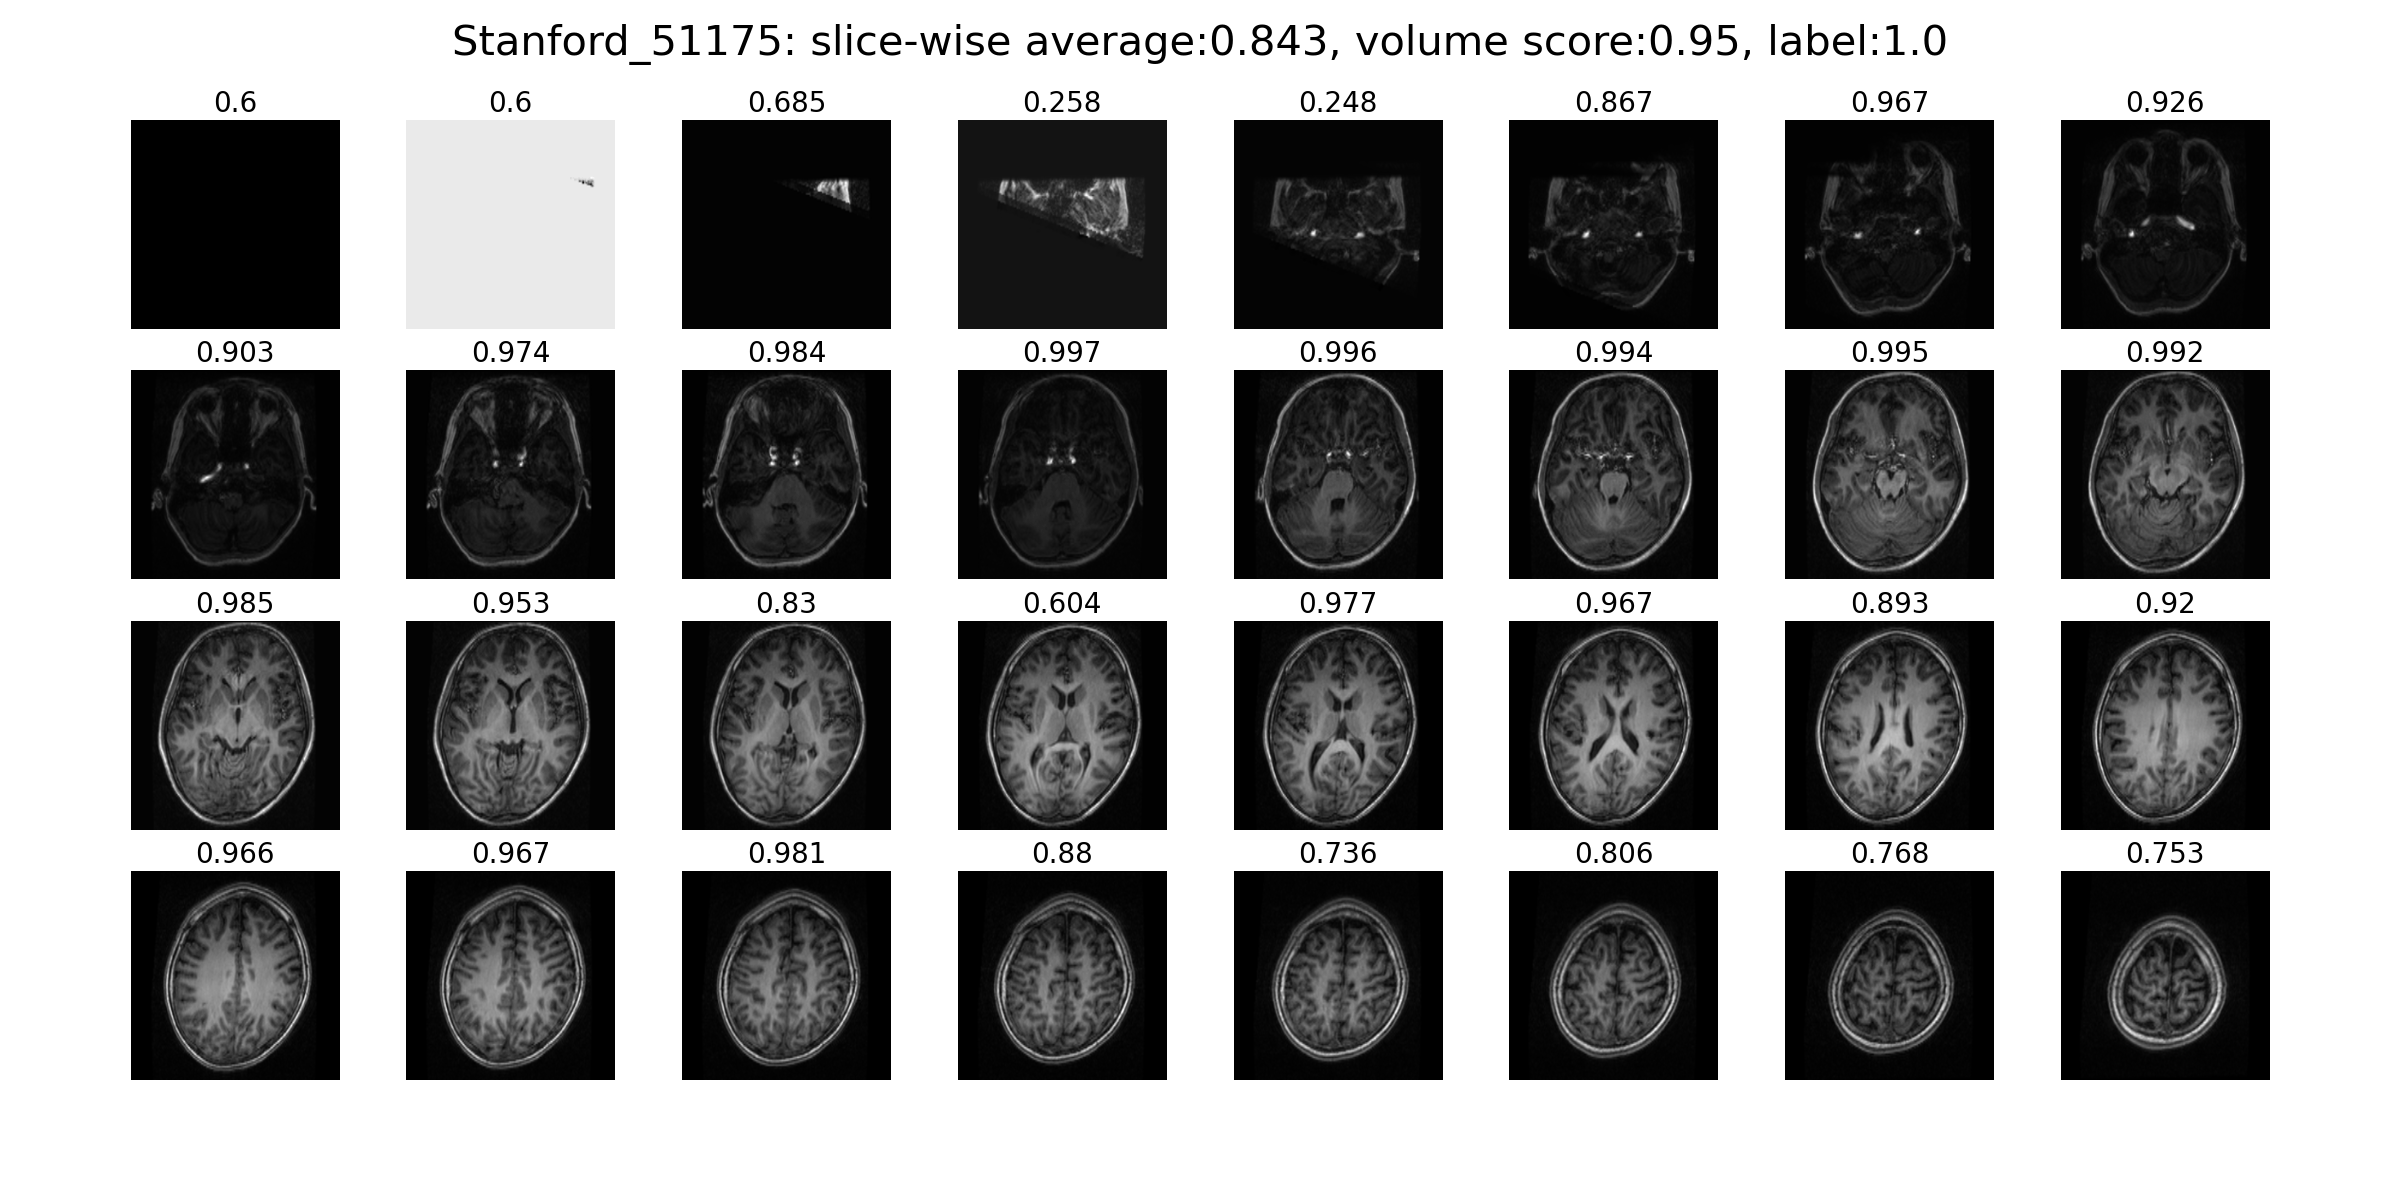 Stanford_51175: slice-wise average:0.843, volume score:0.95, label:1.0
0.6 0.6 0.685 0.258 0.248 0.867 0.967 0.926
0.903 0.974 0.984 0.997 0.996 0.994 0.995 0.992
0.985 0.953 0.83 0.604 0.977 0.967 0.893 0.92
0.966 0.967 0.981 0.88 0.736 0.806 0.768 0.753